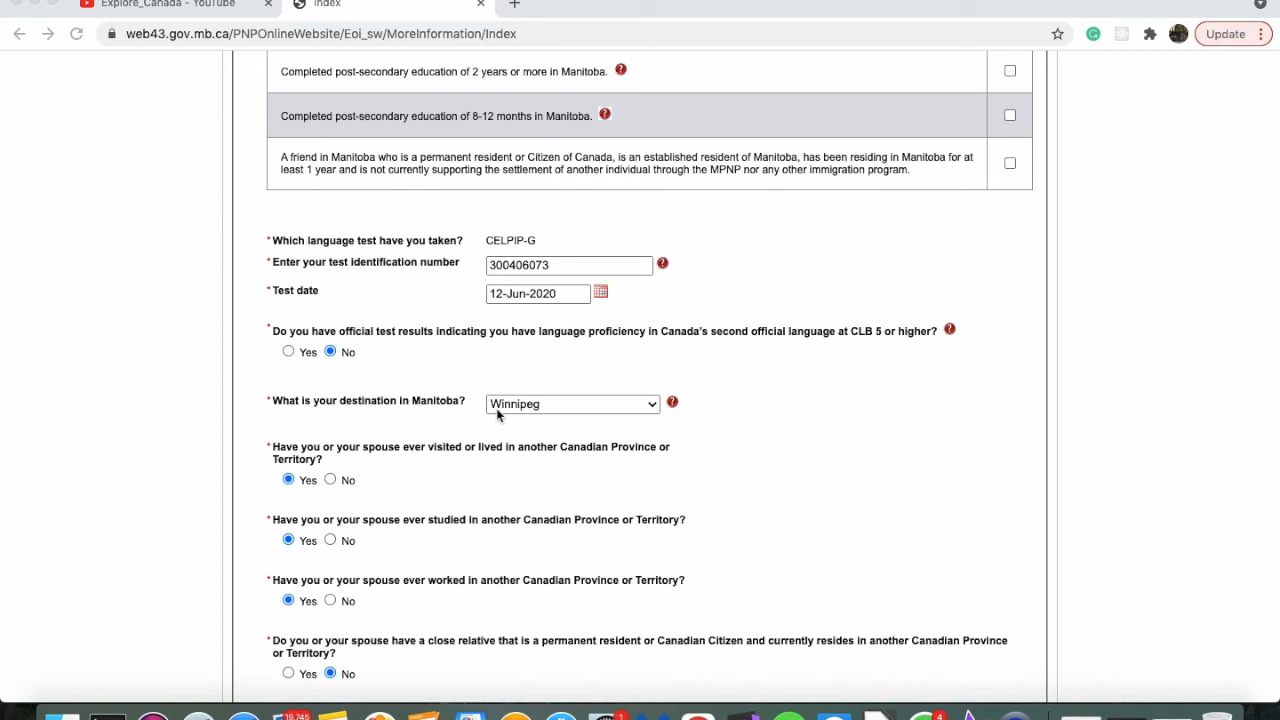 Explore_Canada - YouTube × Index × +
web43.gov.mb.ca/PNPOnlineWebsite/Eoi_sw/MoreInformation/Index Update
Completed post-secondary education of 2 years or more in Manitoba. ?
Completed post-secondary education of 8-12 months in Manitoba. ?
A friend in Manitoba who is a permanent resident or Citizen of Canada, is an established resident of Manitoba, has been residing in Manitoba for at
least 1 year and is not currently supporting the settlement of another individual through the MPNP nor any other immigration program.
* Which language test have you taken? CELPIP-G
* Enter your test identification number 300406073 ?
* Test date 12-Jun-2020
* Do you have official test results indicating you have language proficiency in Canada's second official language at CLB 5 or higher? ?
Yes No
* What is your destination in Manitoba? Winnipeg ?
* Have you or your spouse ever visited or lived in another Canadian Province or
Territory?
Yes No
* Have you or your spouse ever studied in another Canadian Province or Territory?
Yes No
* Have you or your spouse ever worked in another Canadian Province or Territory?
Yes No
* Do you or your spouse have a close relative that is a permanent resident or Canadian Citizen and currently resides in another Canadian Province
or Territory?
Yes No
19,745 1 4